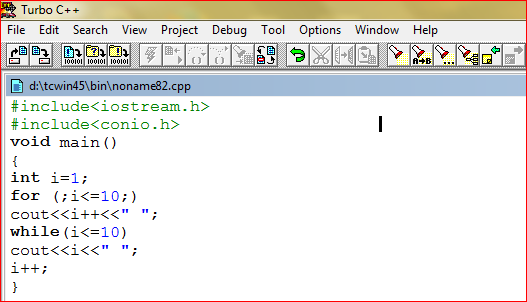 Turbo C++
File Edit Search View Project Debug Tool Options Window Help
d:\tcwin45\bin\noname82.cpp
#include<iostream.h>
#include<conio.h>
void main()
{
int i=1;
for (;i<=10;)
cout<<i++<<" ";
while(i<=10)
cout<<i<<" ";
i++;
}